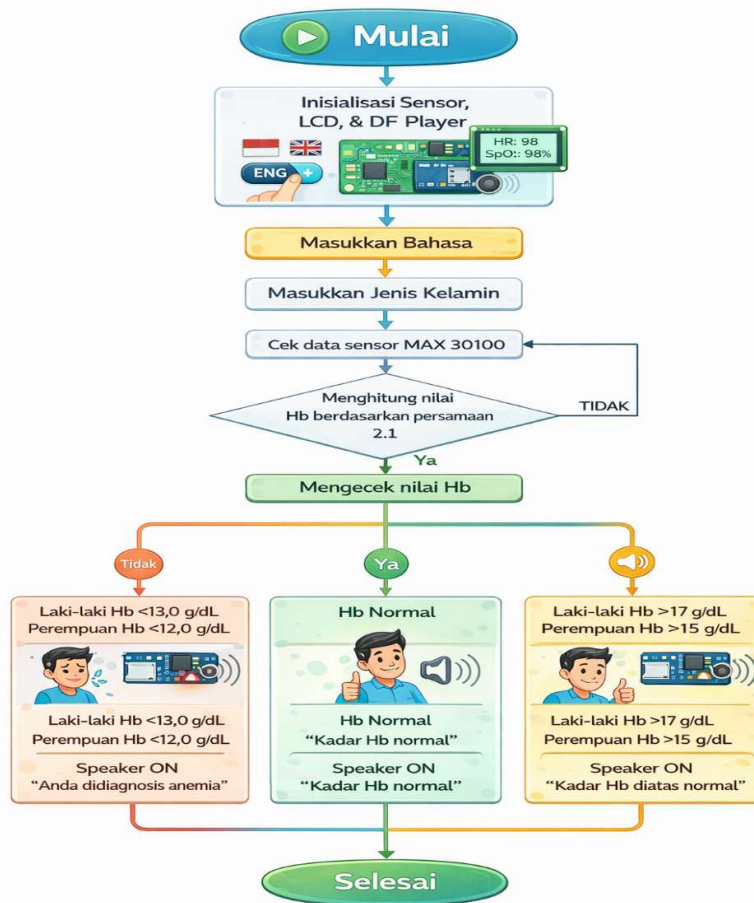 Mulai
Inisialisasi Sensor,
LCD, & DF Player
HR: 98
SpO!: 98%
ENG +
Masukkan Bahasa
Masukkan Jenis Kelamin
Cek data sensor MAX 30100
Menghitung nilai
Hb berdasarkan persamaan
2.1
TIDAK
Ya
Mengecek nilai Hb
Tidak
Ya
Laki-laki Hb <13,0 g/dL
Perempuan Hb <12,0 g/dL
Laki-laki Hb <13,0 g/dL
Perempuan Hb <12,0 g/dL
Speaker ON
“Anda didiagnosis anemia”
Hb Normal
Hb Normal
“Kadar Hb normal”
Speaker ON
“Kadar Hb normal”
Laki-laki Hb >17 g/dL
Perempuan Hb >15 g/dL
Laki-laki Hb >17 g/dL
Perempuan Hb >15 g/dL
Speaker ON
“Kadar Hb diatas normal”
Selesai